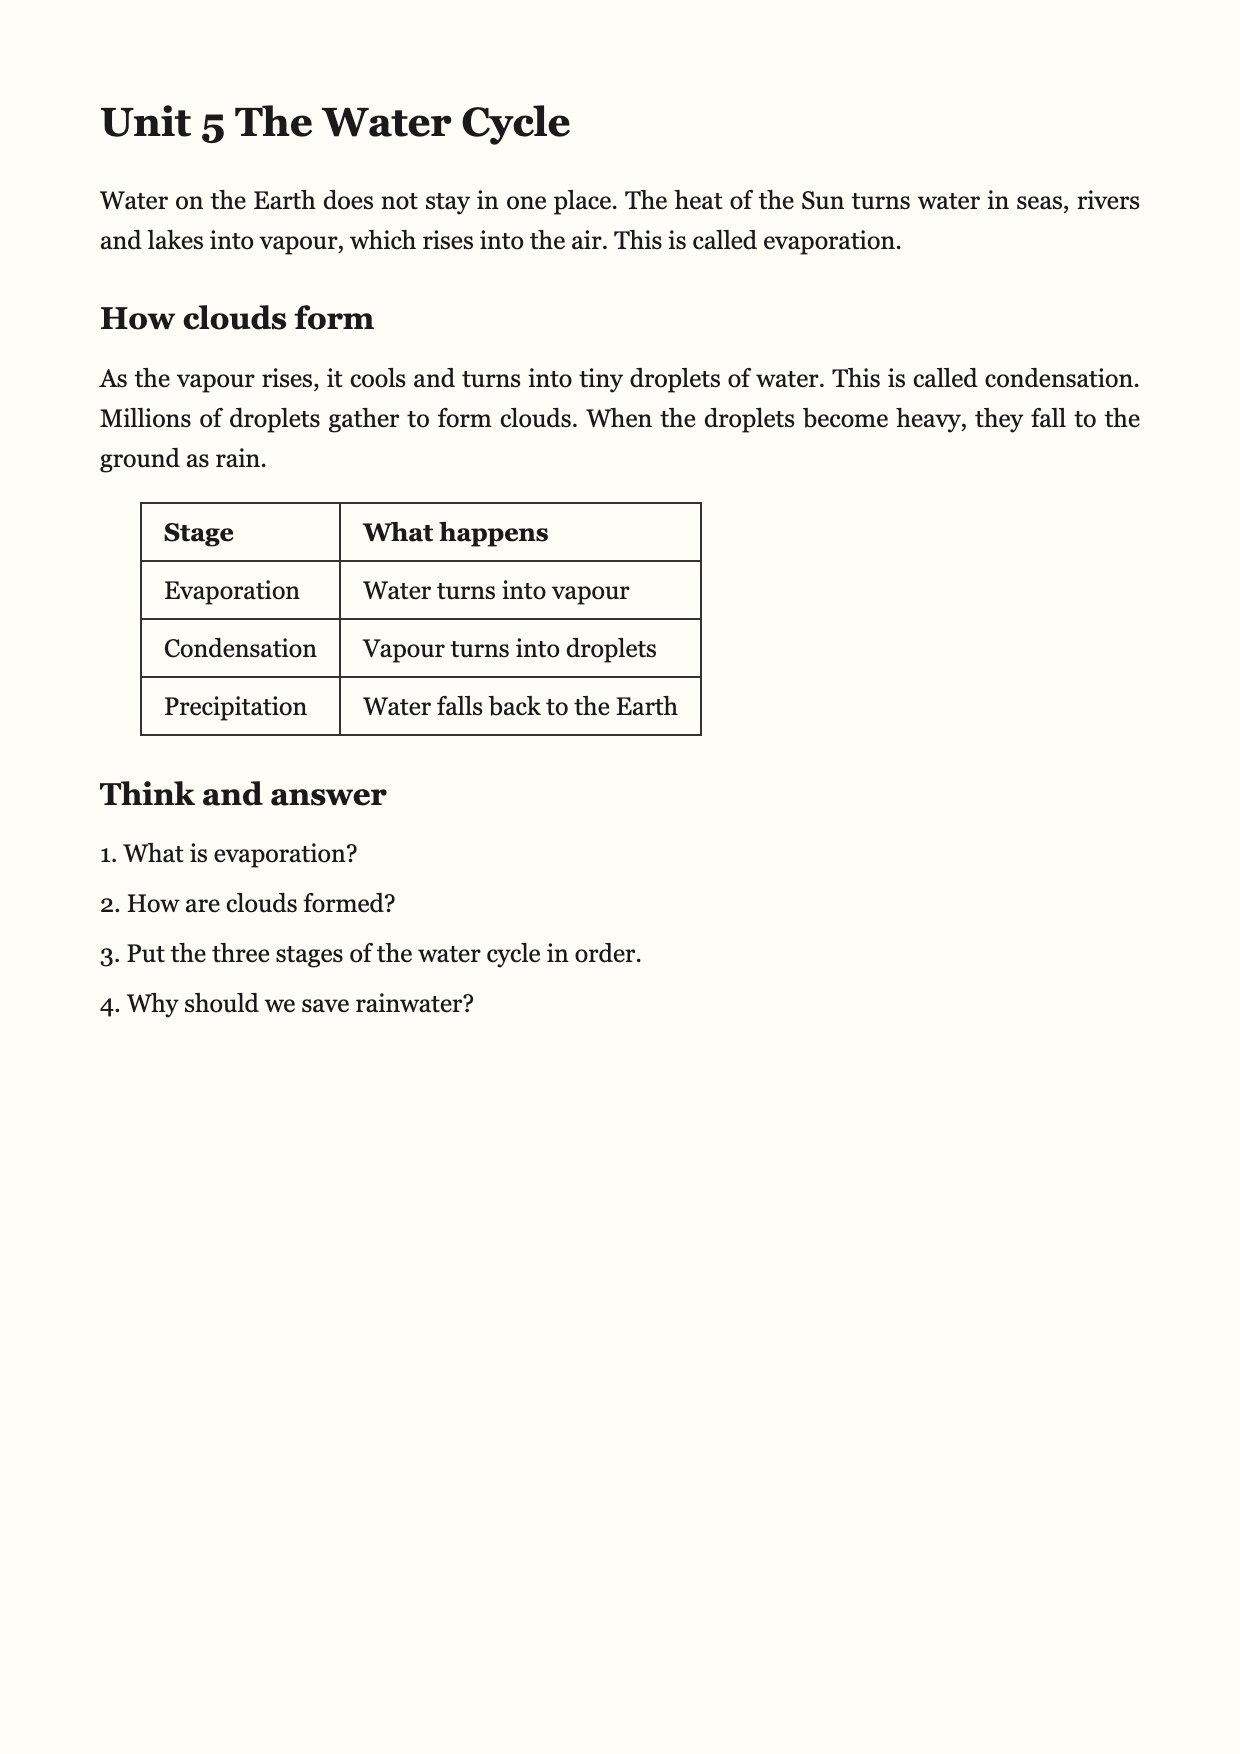 Unit 5 The Water Cycle
Water on the Earth does not stay in one place. The heat of the Sun turns water in seas, rivers
and lakes into vapour, which rises into the air. This is called evaporation.
How clouds form
As the vapour rises, it cools and turns into tiny droplets of water. This is called condensation.
Millions of droplets gather to form clouds. When the droplets become heavy, they fall to the
ground as rain.
Stage What happens
Evaporation Water turns into vapour
Condensation Vapour turns into droplets
Precipitation Water falls back to the Earth
Think and answer
1. What is evaporation?
2. How are clouds formed?
3. Put the three stages of the water cycle in order.
4. Why should we save rainwater?